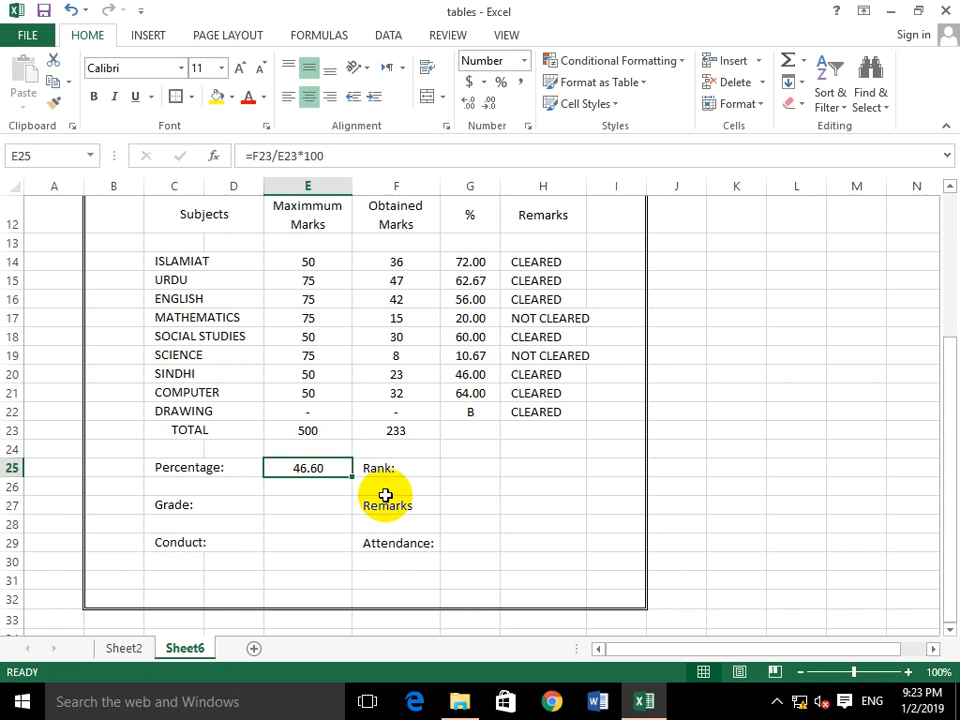 tables - Excel
Sign in
FILE HOME INSERT PAGE LAYOUT FORMULAS DATA REVIEW VIEW
Paste
Calibri 11
B I U
Number
$ % ,
Conditional Formatting
Format as Table
Cell Styles
Insert
Delete
Format
Sort & Filter
Find & Select
Clipboard Font Alignment Number Styles Cells Editing
E25 fx =F23/E23*100
A B C D E F G H I J K L M N
12 Subjects Maximmum Marks Obtained Marks % Remarks
13
14 ISLAMIAT 50 36 72.00 CLEARED
15 URDU 75 47 62.67 CLEARED
16 ENGLISH 75 42 56.00 CLEARED
17 MATHEMATICS 75 15 20.00 NOT CLEARED
18 SOCIAL STUDIES 50 30 60.00 CLEARED
19 SCIENCE 75 8 10.67 NOT CLEARED
20 SINDHI 50 23 46.00 CLEARED
21 COMPUTER 50 32 64.00 CLEARED
22 DRAWING - - B CLEARED
23 TOTAL 500 233
24
25 Percentage: 46.60 Rank:
26
27 Grade: Remarks
28
29 Conduct: Attendance:
30
31
32
33
Sheet2 Sheet6
READY 100%
Search the web and Windows
ENG
9:23 PM
1/2/2019